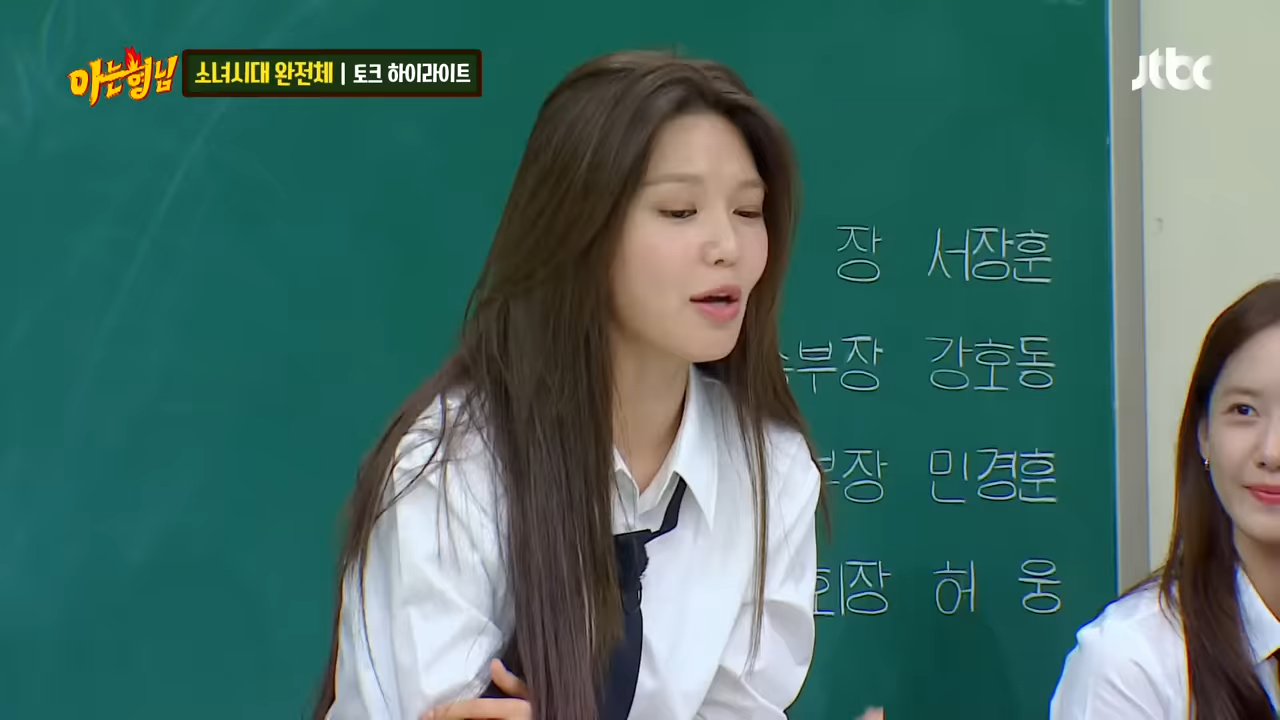 아는형님 소녀시대 완전체 | 토크 하이라이트
jtbc
장 서장훈
부장 강호동
부장 민경훈
회장 허웅